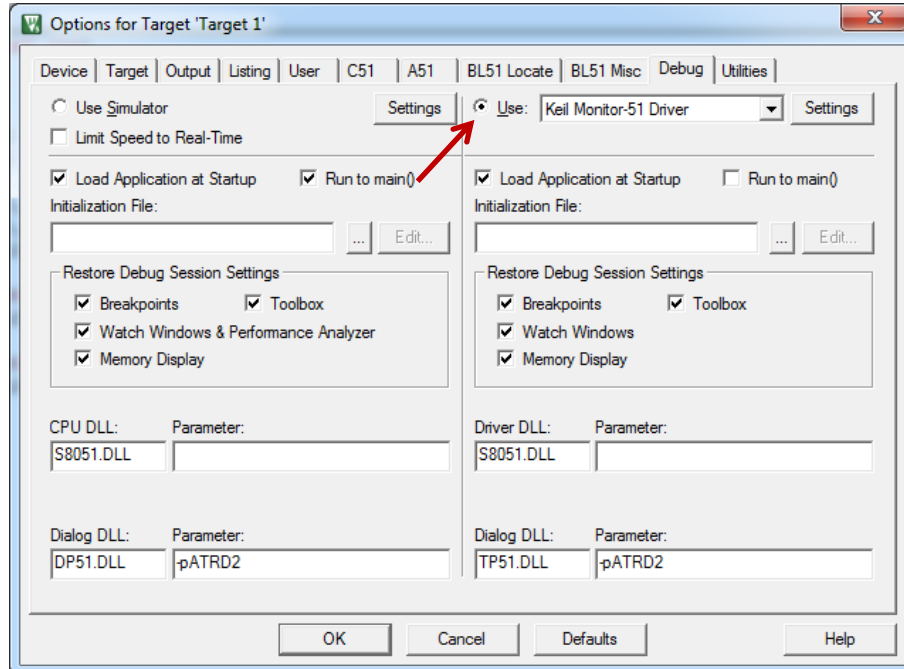 Options for Target 'Target 1'
Device Target Output Listing User C51 A51 BL51 Locate BL51 Misc Debug Utilities
Use Simulator Settings Use: Keil Monitor-51 Driver Settings
Limit Speed to Real-Time
Load Application at Startup Run to main() Load Application at Startup Run to main()
Initialization File: Initialization File:
... Edit... ... Edit...
Restore Debug Session Settings Restore Debug Session Settings
Breakpoints Toolbox Breakpoints Toolbox
Watch Windows & Performance Analyzer Watch Windows
Memory Display Memory Display
CPU DLL: Parameter: Driver DLL: Parameter:
S8051.DLL S8051.DLL
Dialog DLL: Parameter: Dialog DLL: Parameter:
DP51.DLL -pATRD2 TP51.DLL -pATRD2
OK Cancel Defaults Help